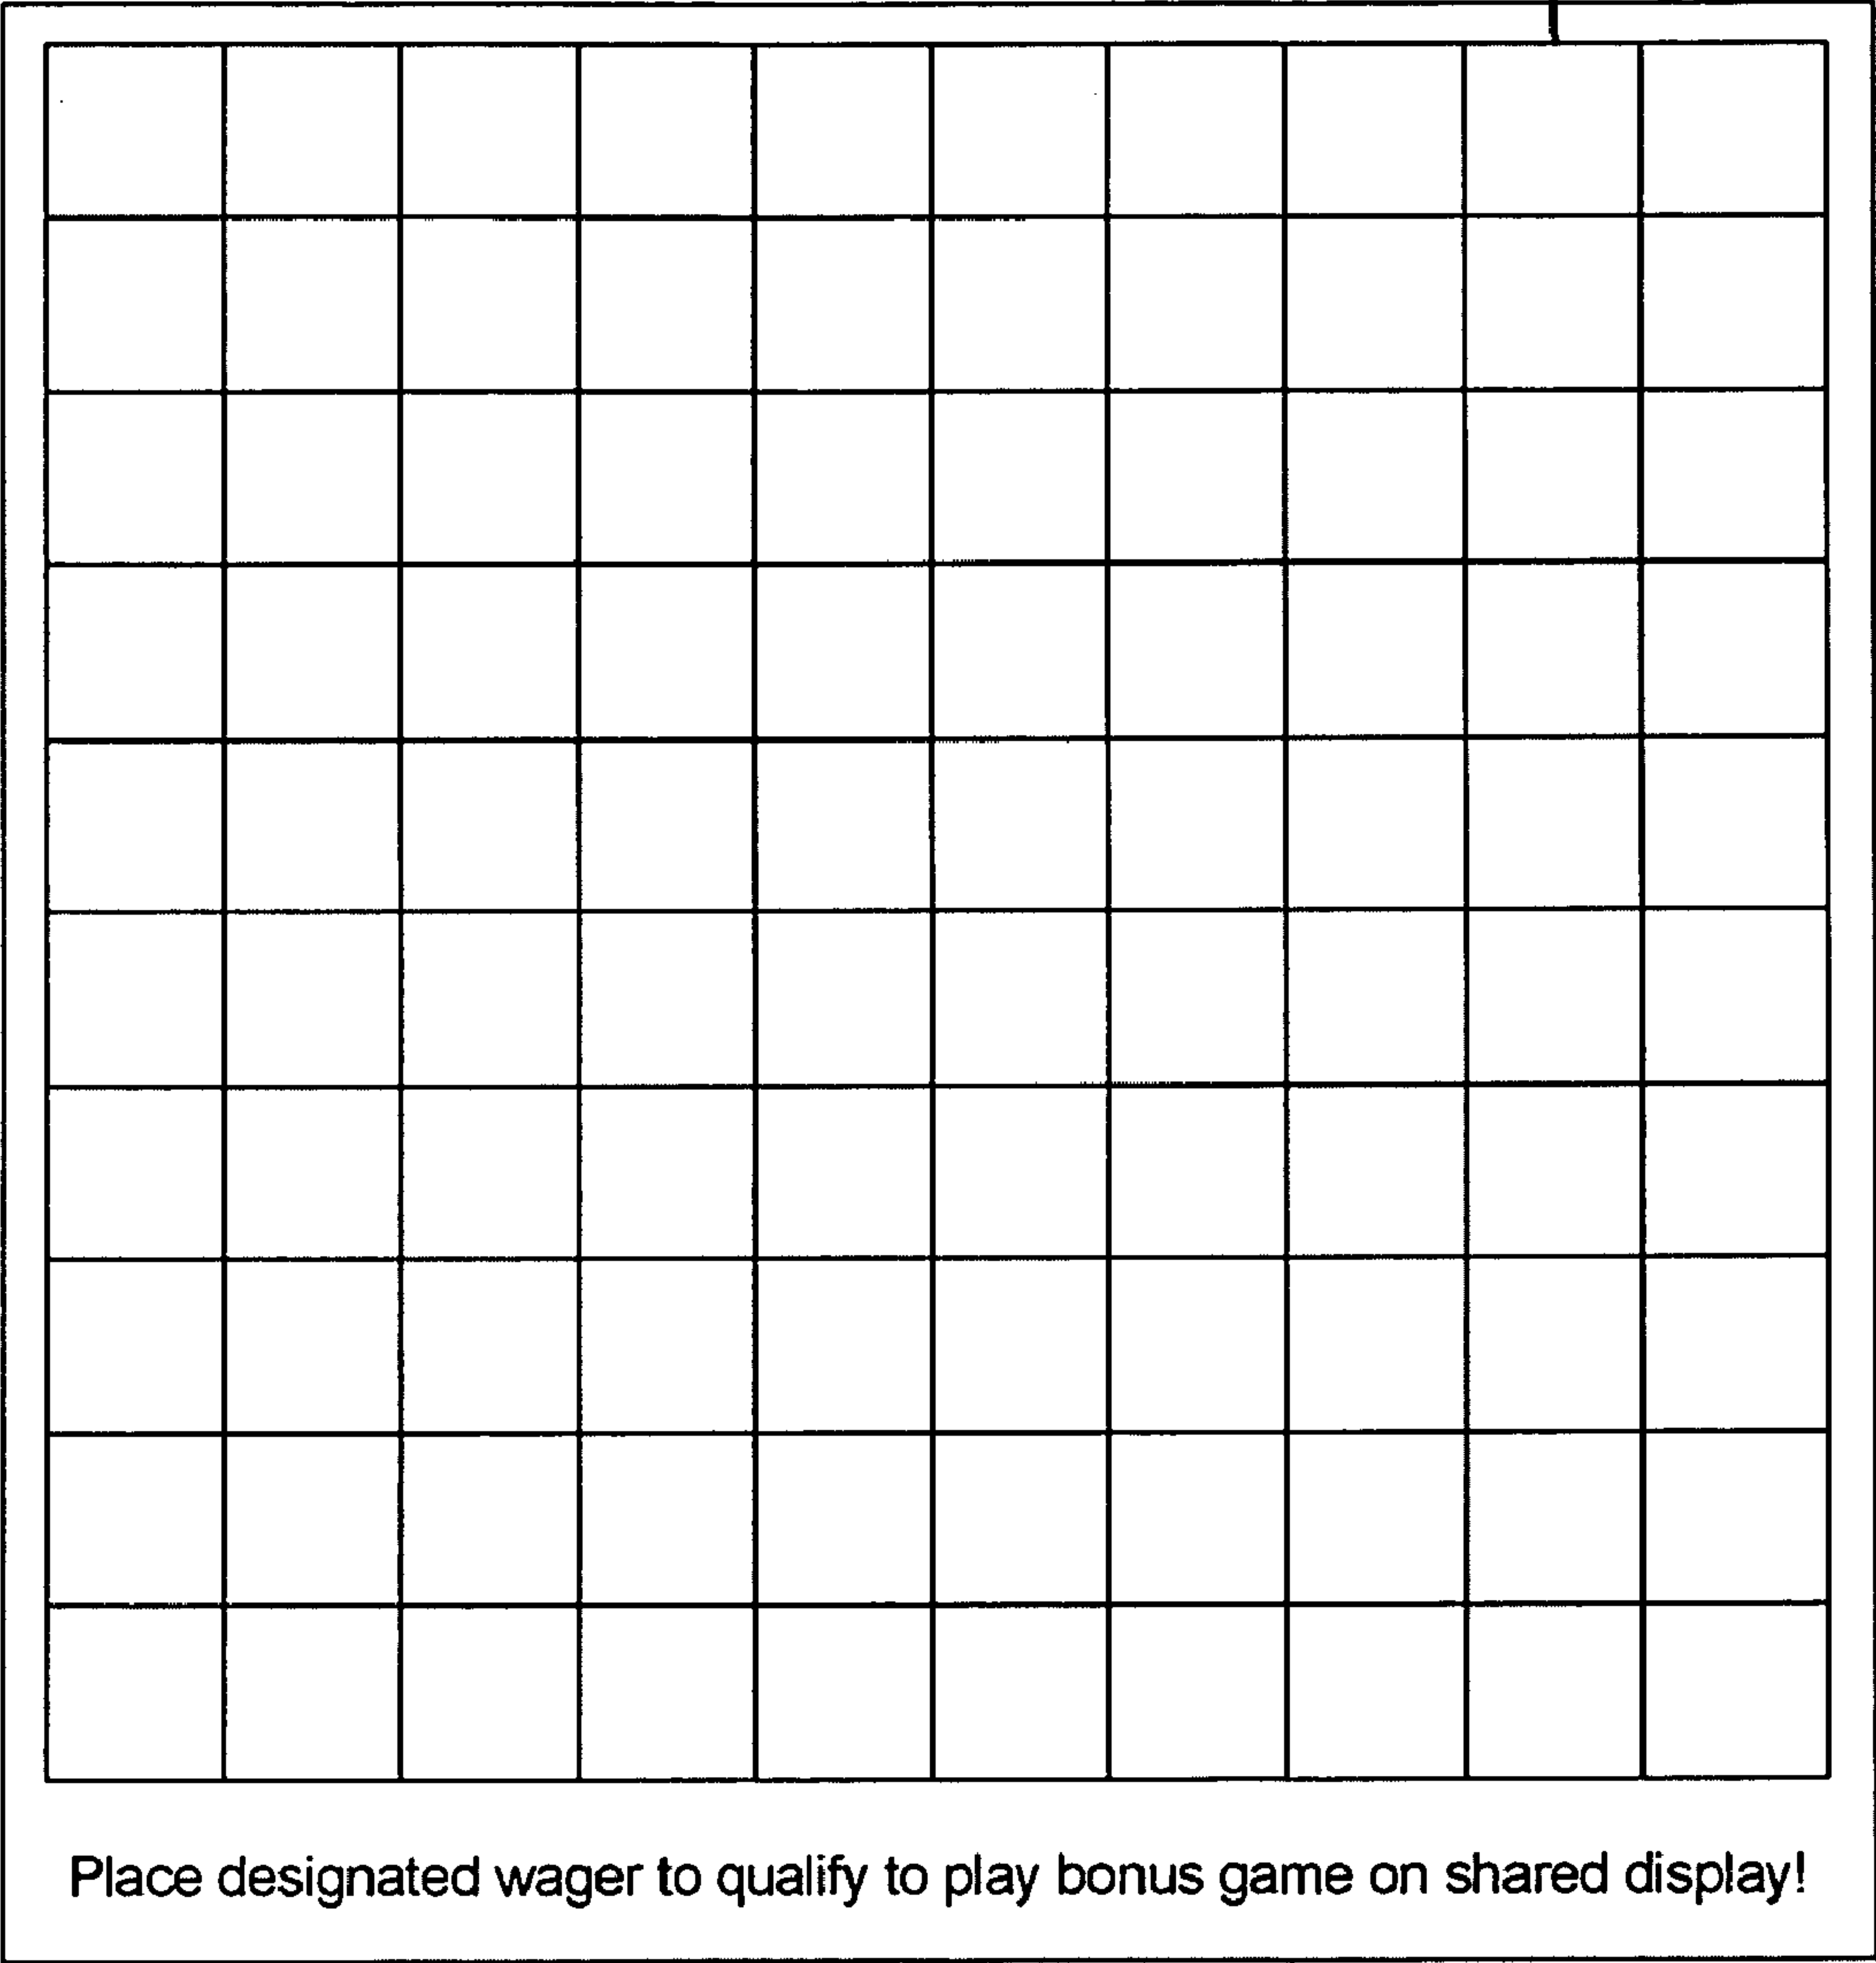 Place designated wager to qualify to play bonus game on shared display!